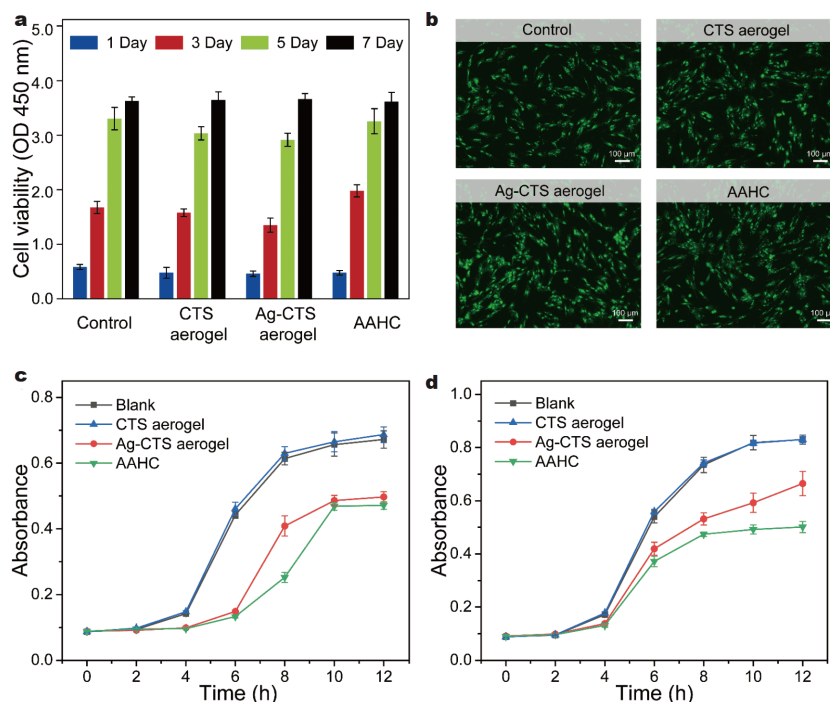 a
1 Day 3 Day 5 Day 7 Day
Cell viability (OD 450 nm)
5.0
4.0
3.0
2.0
1.0
0.0
Control
CTS
aerogel
Ag-CTS
aerogel
AAHC
b
Control
CTS aerogel
100 μm
100 μm
Ag-CTS aerogel
AAHC
100 μm
100 μm
c
Blank
CTS aerogel
Ag-CTS aerogel
AAHC
Absorbance
0.8
0.6
0.4
0.2
0.0
0 2 4 6 8 10 12
Time (h)
d
Blank
CTS aerogel
Ag-CTS aerogel
AAHC
Absorbance
1.0
0.8
0.6
0.4
0.2
0.0
0 2 4 6 8 10 12
Time (h)